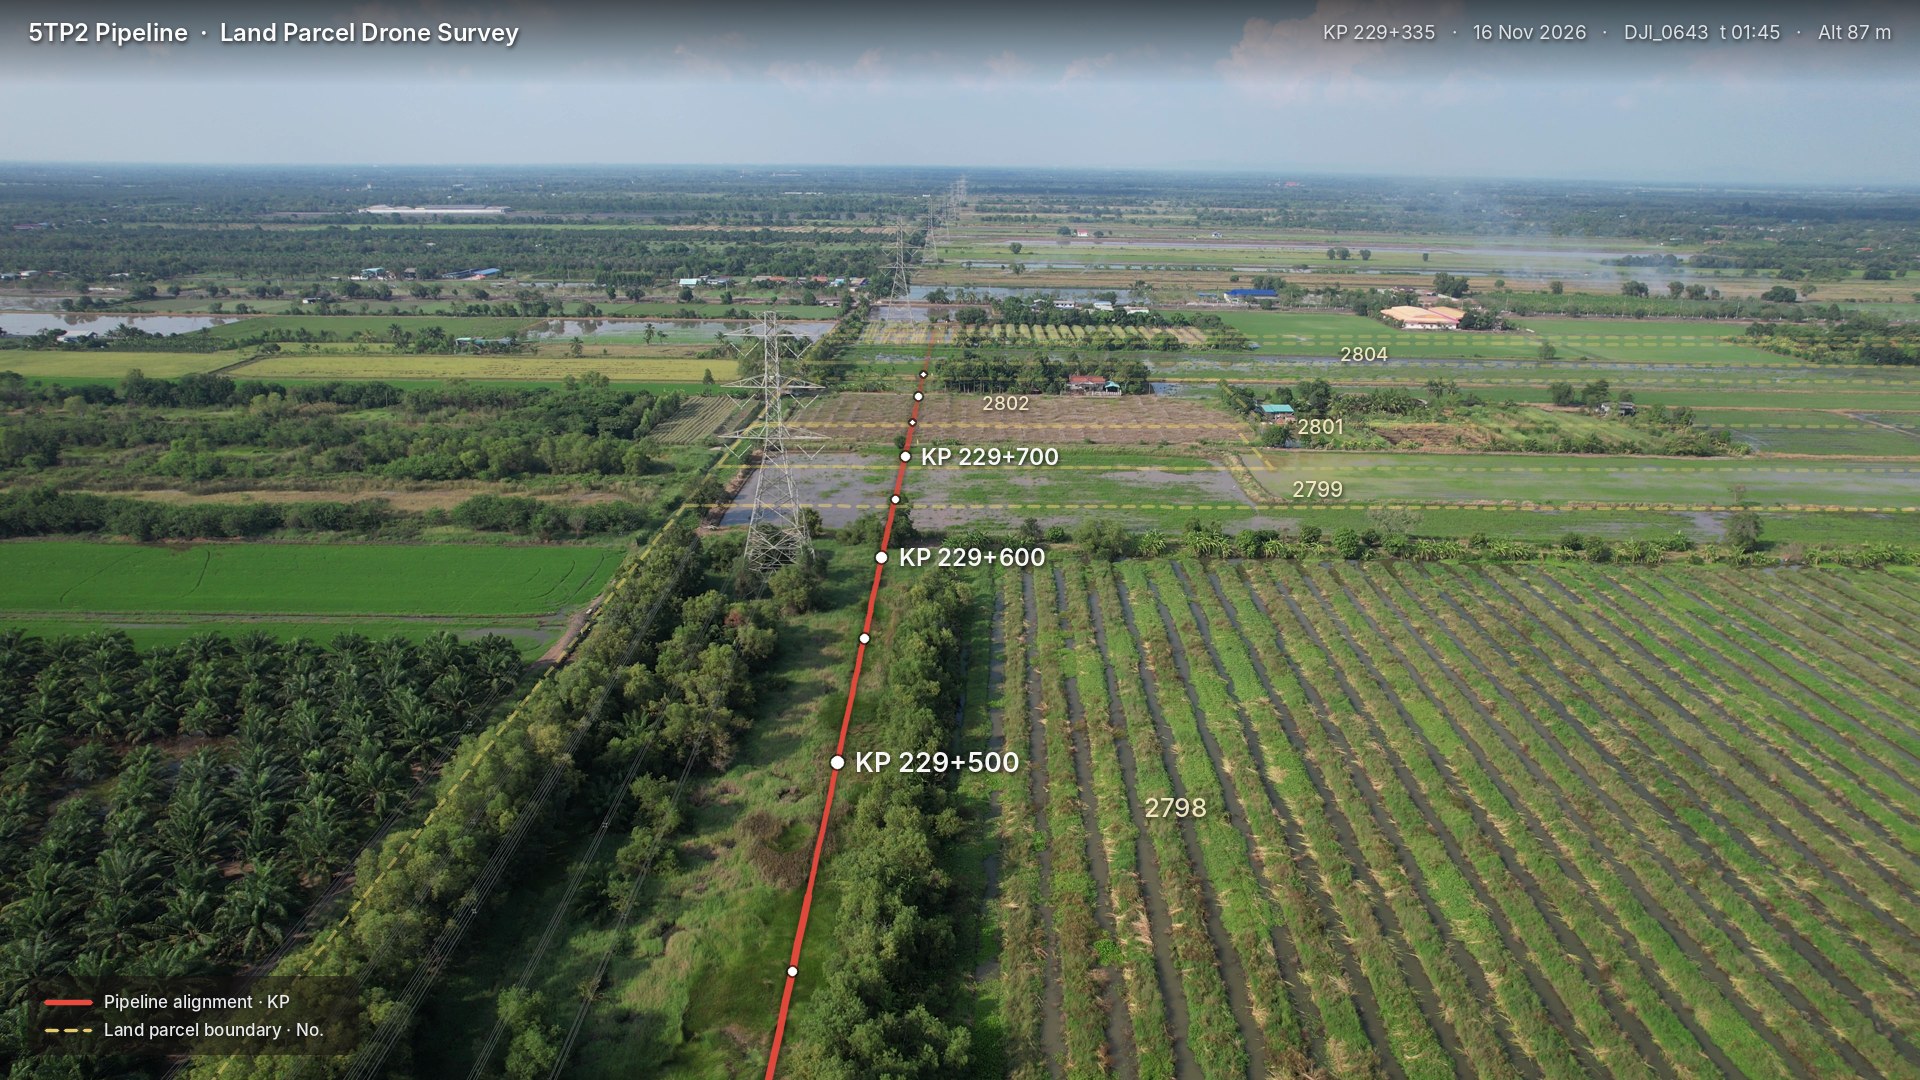 5TP2 Pipeline · Land Parcel Drone Survey
KP 229+335 · 16 Nov 2026 · DJI_0643 t 01:45 · Alt 87 m
2804
2802
2801
KP 229+700
2799
KP 229+600
KP 229+500
2798
Pipeline alignment · KP
Land parcel boundary · No.